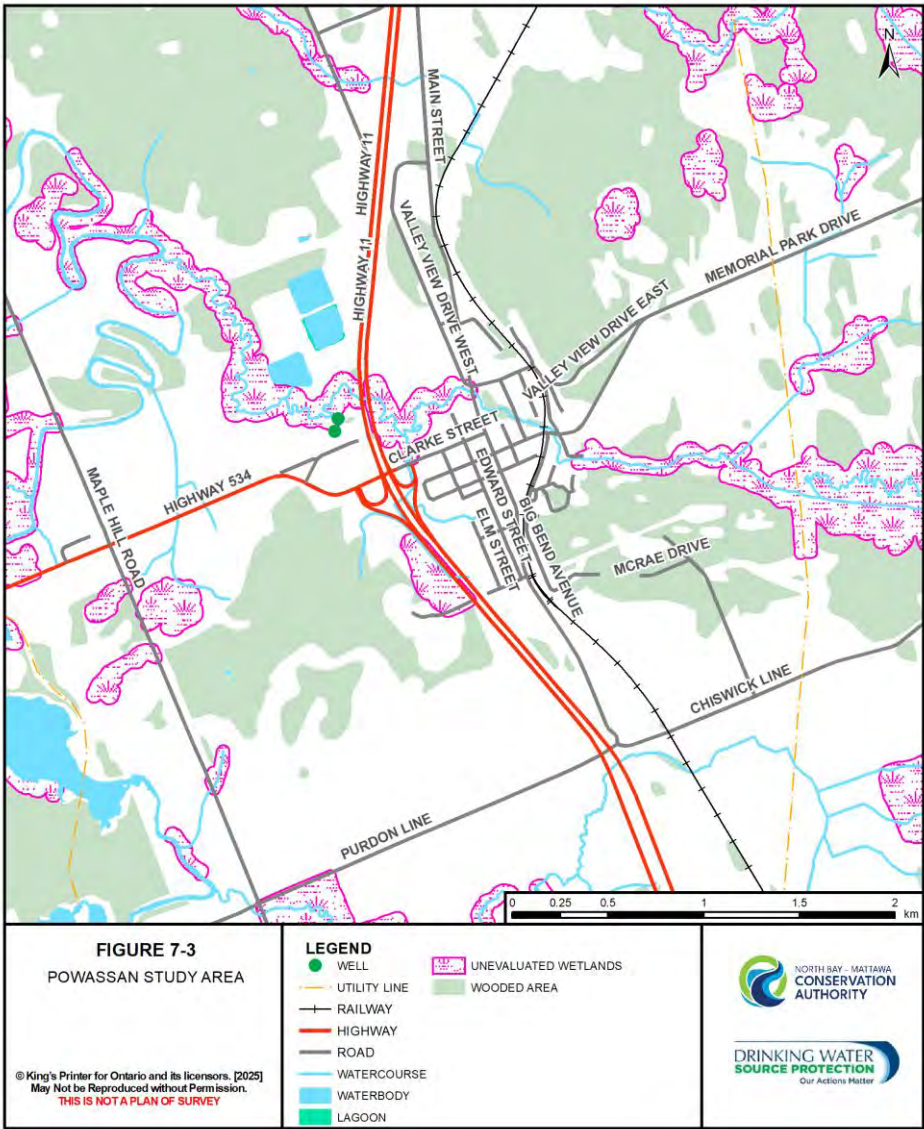 N
MAIN STREET
HIGHWAY 11
HIGHWAY 11
VALLEY VIEW DRIVE WEST
MEMORIAL PARK DRIVE
VALLEY VIEW DRIVE EAST
CLARKE STREET
HIGHWAY 534
MAPLE HILL ROAD
EDWARD STREET
ELM STREET
BIG BEND AVENUE
MCRAE DRIVE
CHISWICK LINE
PURDON LINE
0 0.25 0.5 1 1.5 2
km
FIGURE 7-3
POWASSAN STUDY AREA
© King's Printer for Ontario and its licensors. [2025]
May Not be Reproduced without Permission.
THIS IS NOT A PLAN OF SURVEY
LEGEND
WELL
UTILITY LINE
RAILWAY
HIGHWAY
ROAD
WATERCOURSE
WATERBODY
LAGOON
UNEVALUATED WETLANDS
WOODED AREA
NORTH BAY - MATTAWA
CONSERVATION
AUTHORITY
DRINKING WATER
SOURCE PROTECTION
Our Actions Matter